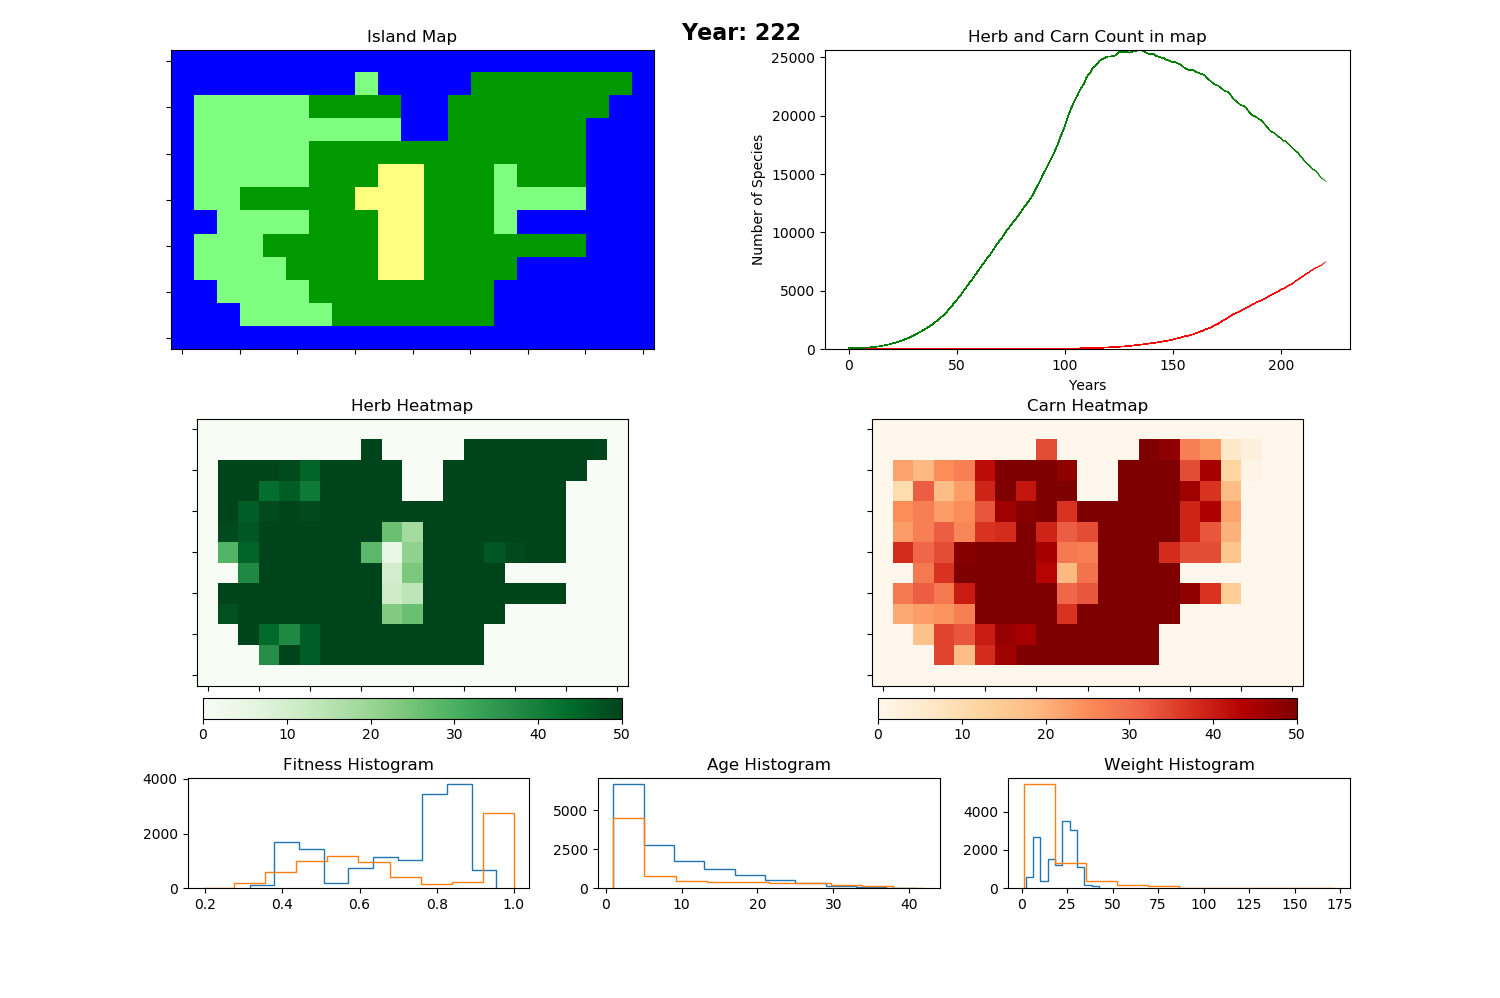 Year: 222
Island Map
Herb and Carn Count in map
25000
20000
15000
10000
5000
0
Number of Species
0 50 100 150 200
Years
Herb Heatmap
Carn Heatmap
0 10 20 30 40 50
0 10 20 30 40 50
Fitness Histogram
4000
2000
0
0.2 0.4 0.6 0.8 1.0
Age Histogram
5000
2500
0
0 10 20 30 40
Weight Histogram
4000
2000
0
0 25 50 75 100 125 150 175